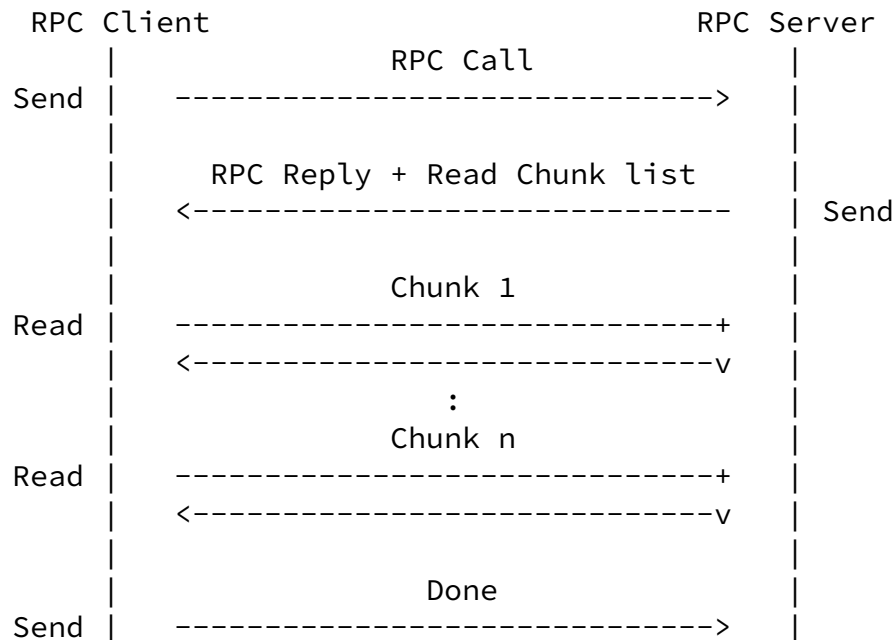 RPC Client                           RPC Server
     |               RPC Call              |
Send |   ------------------------------>   |
     |                                     |
     |     RPC Reply + Read Chunk list     |
     |   <------------------------------   | Send
     |                                     |
     |               Chunk 1               |
Read |   ------------------------------+   |
     |   <-----------------------------v   |
     |                  :                  |
     |               Chunk n               |
Read |   ------------------------------+   |
     |   <-----------------------------v   |
     |                                     |
     |                 Done                |
Send |   ------------------------------>   |